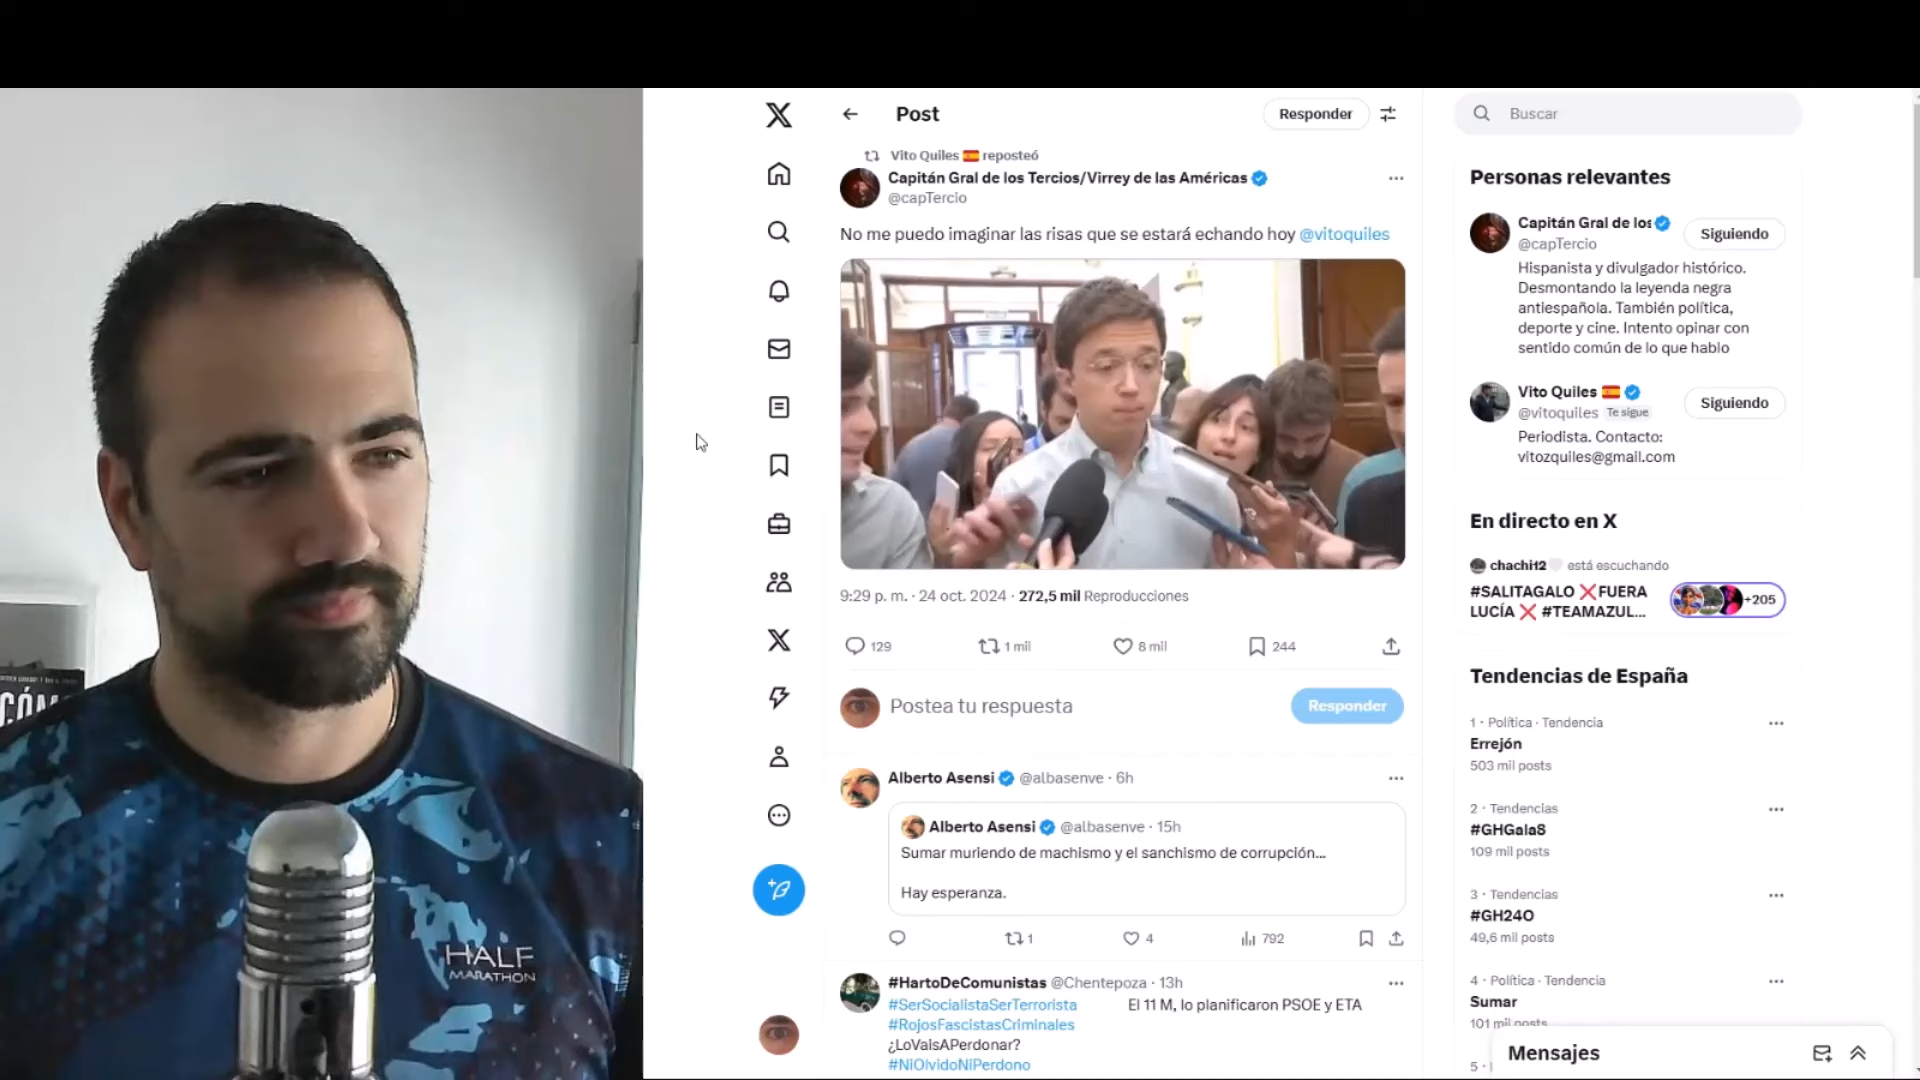 Post
Responder
Vito Quiles reposteó
Capitán Gral de los Tercios/Virrey de las Américas
@capTercio
No me puedo imaginar las risas que se estará echando hoy @vitoquiles
9:29 p. m. · 24 oct. 2024 · 272,5 mil Reproducciones
129
1 mil
8 mil
244
Postea tu respuesta
Responder
Alberto Asensi @albasenve · 6h
Alberto Asensi @albasenve · 15h
Sumar muriendo de machismo y el sanchismo de corrupción...
Hay esperanza.
1
4
792
#HartoDeComunistas @Chentepoza · 13h
#SerSocialistaSerTerrorista El 11 M, lo planificaron PSOE y ETA
#RojosFascistasCriminales
¿LoVaisAPerdonar?
#NiOlvidoNiPerdono
Buscar
Personas relevantes
Capitán Gral de los
@capTercio
Siguiendo
Hispanista y divulgador histórico.
Desmontando la leyenda negra
antiespañola. También política,
deporte y cine. Intento opinar con
sentido común de lo que hablo
Vito Quiles
@vitoquiles Te sigue
Siguiendo
Periodista. Contacto:
vitozquiles@gmail.com
En directo en X
chachi12 está escuchando
#SALITAGALO ❌FUERA
LUCÍA ❌ #TEAMAZUL...
+205
Tendencias de España
1 · Política · Tendencia
Errejón
503 mil posts
2 · Tendencias
#GHGala8
109 mil posts
3 · Tendencias
#GH24O
49,6 mil posts
4 · Política · Tendencia
Sumar
101 mil posts
5 ·
Mensajes
CÓM
HALF
MARATHON